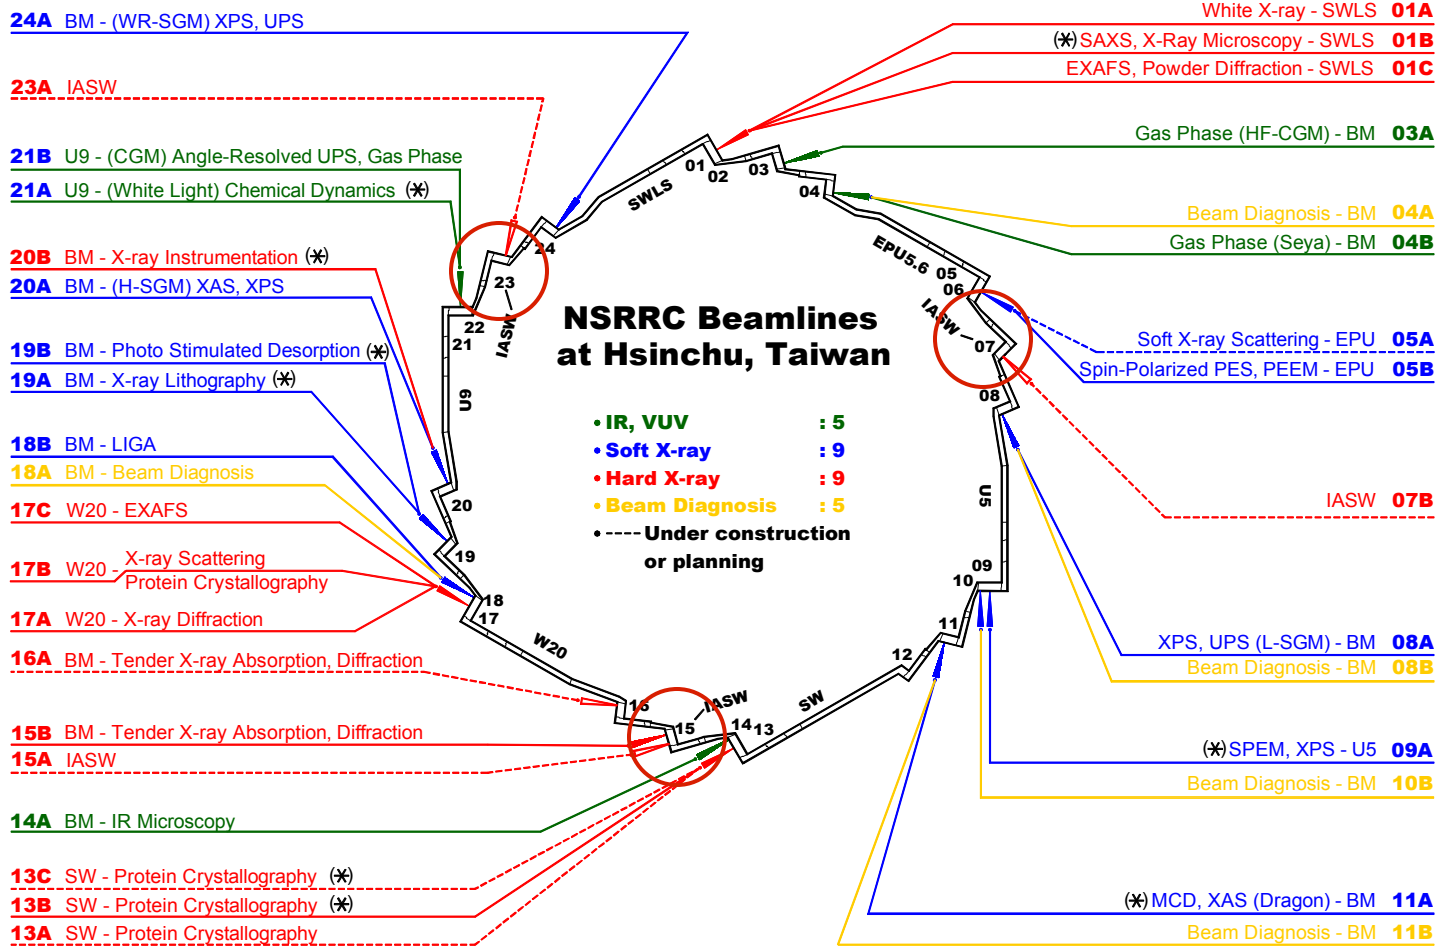 24A BM - (WR-SGM) XPS, UPS
23A IASW
21B U9 - (CGM) Angle-Resolved UPS, Gas Phase
21A U9 - (White Light) Chemical Dynamics (*)
20B BM - X-ray Instrumentation (*)
20A BM - (H-SGM) XAS, XPS
19B BM - Photo Stimulated Desorption (*)
19A BM - X-ray Lithography (*)
18B BM - LIGA
18A BM - Beam Diagnosis
17C W20 - EXAFS
17B W20 - X-ray Scattering
Protein Crystallography
17A W20 - X-ray Diffraction
16A BM - Tender X-ray Absorption, Diffraction
15B BM - Tender X-ray Absorption, Diffraction
15A IASW
14A BM - IR Microscopy
13C SW - Protein Crystallography (*)
13B SW - Protein Crystallography (*)
13A SW - Protein Crystallography
NSRRC Beamlines
at Hsinchu, Taiwan
• IR, VUV : 5
• Soft X-ray : 9
• Hard X-ray : 9
• Beam Diagnosis : 5
• ---- Under construction
or planning
SWLS
01
02
03
04
EPU5.6
05
06
IASW
07
08
U5
09
10
11
12
SW
13
14
IASW
15
16
W20
17
18
19
20
U9
21
22
IASW
23
24
White X-ray - SWLS 01A
(*) SAXS, X-Ray Microscopy - SWLS 01B
EXAFS, Powder Diffraction - SWLS 01C
Gas Phase (HF-CGM) - BM 03A
Beam Diagnosis - BM 04A
Gas Phase (Seya) - BM 04B
Soft X-ray Scattering - EPU 05A
Spin-Polarized PES, PEEM - EPU 05B
IASW 07B
XPS, UPS (L-SGM) - BM 08A
Beam Diagnosis - BM 08B
(*) SPEM, XPS - U5 09A
Beam Diagnosis - BM 10B
(*) MCD, XAS (Dragon) - BM 11A
Beam Diagnosis - BM 11B